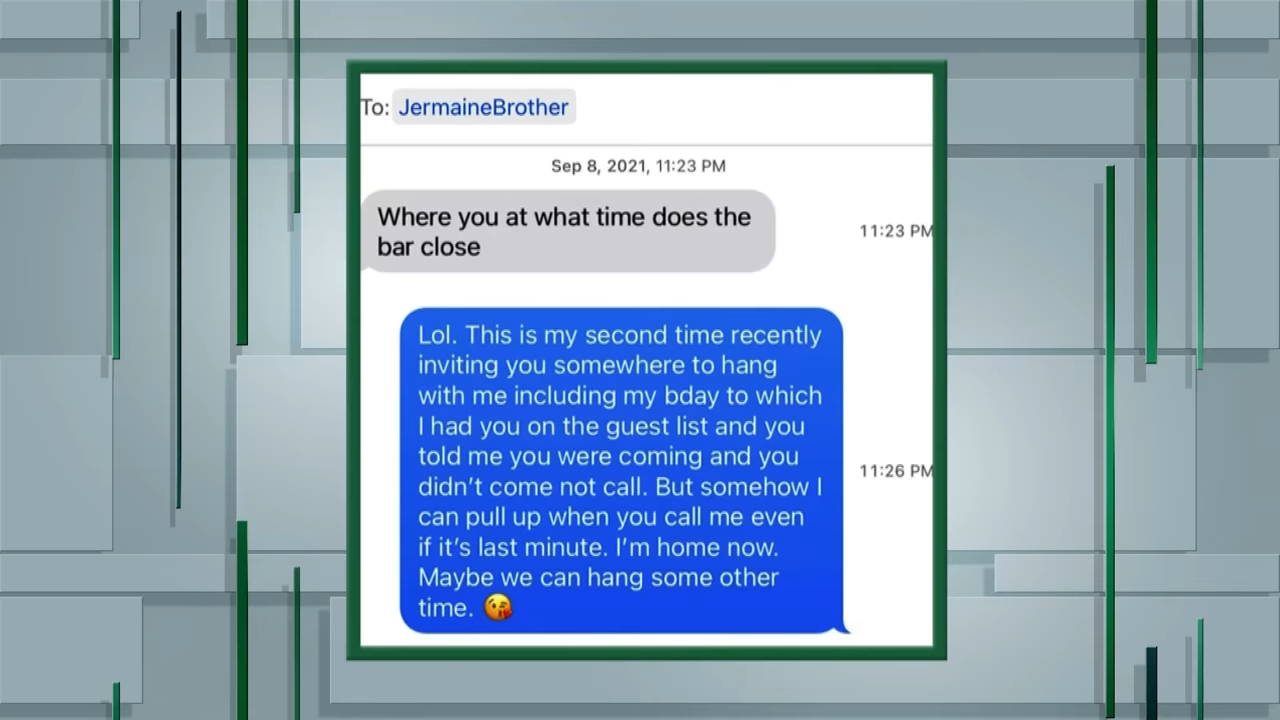 To: JermaineBrother
Sep 8, 2021, 11:23 PM
Where you at what time does the
bar close
11:23 PM
Lol. This is my second time recently
inviting you somewhere to hang
with me including my bday to which
I had you on the guest list and you
told me you were coming and you
didn't come not call. But somehow I
can pull up when you call me even
if it's last minute. I'm home now.
Maybe we can hang some other
time. 😘
11:26 PM